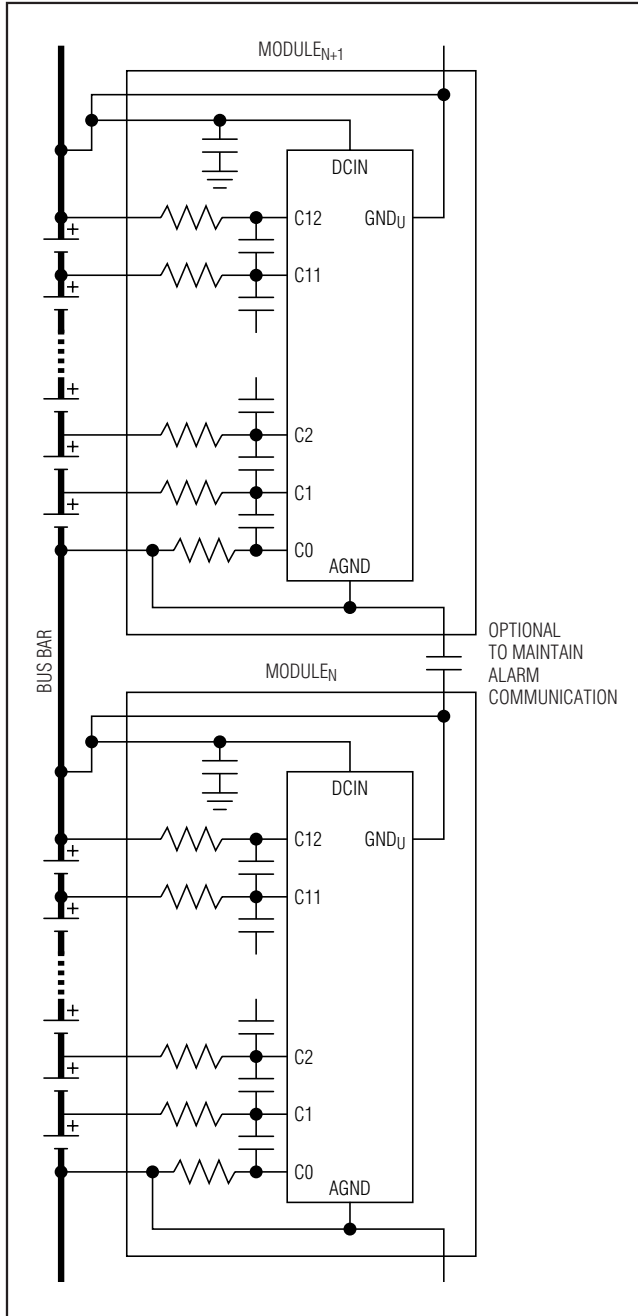 MODULEN+1
DCIN
C12
GNDU
C11
C2
C1
C0
AGND
OPTIONAL
TO MAINTAIN
ALARM
COMMUNICATION
BUS BAR
MODULEN
DCIN
C12
GNDU
C11
C2
C1
C0
AGND